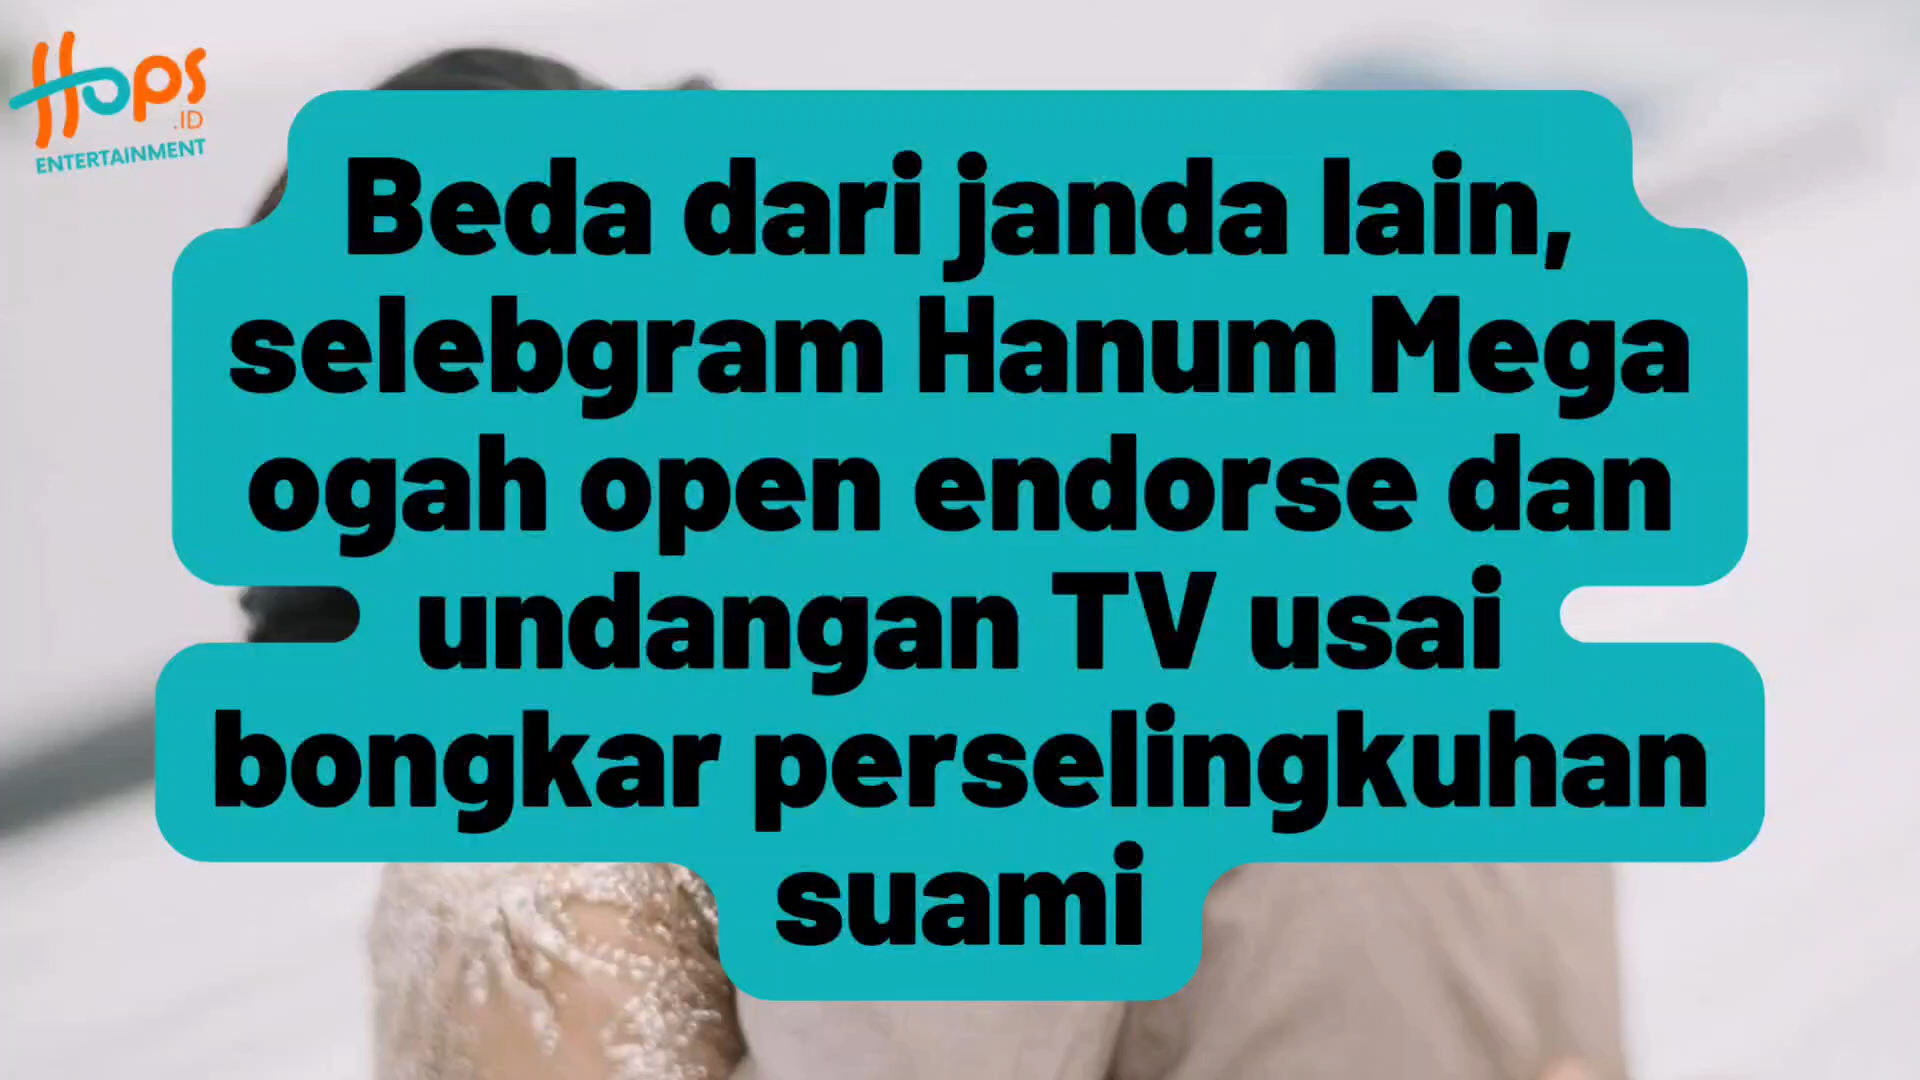 Hops
.ID
ENTERTAINMENT
Beda dari janda lain,
selebgram Hanum Mega
ogah open endorse dan
undangan TV usai
bongkar perselingkuhan
suami